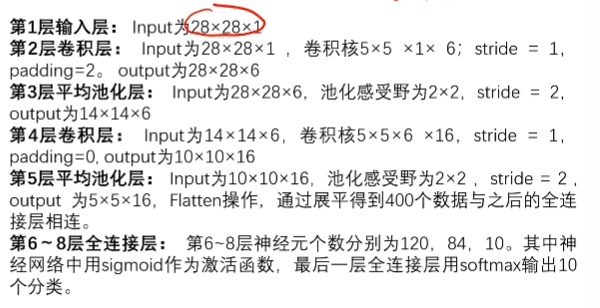 第1层输入层： Input为28×28×1
第2层卷积层： Input为28×28×1 ，卷积核5×5 ×1× 6；stride = 1,
padding=2。output为28×28×6
第3层平均池化层： Input为28×28×6，池化感受野为2×2，stride = 2,
output为14×14×6
第4层卷积层： Input为14×14×6，卷积核5×5×6 ×16，stride = 1,
padding=0, output为10×10×16
第5层平均池化层： Input为10×10×16，池化感受野为2×2 ，stride = 2 ,
output 为5×5×16，Flatten操作，通过展平得到400个数据与之后的全连
接层相连。
第6~8层全连接层： 第6~8层神经元个数分别为120，84，10。其中神
经网络中用sigmoid作为激活函数，最后一层全连接层用softmax输出10
个分类。